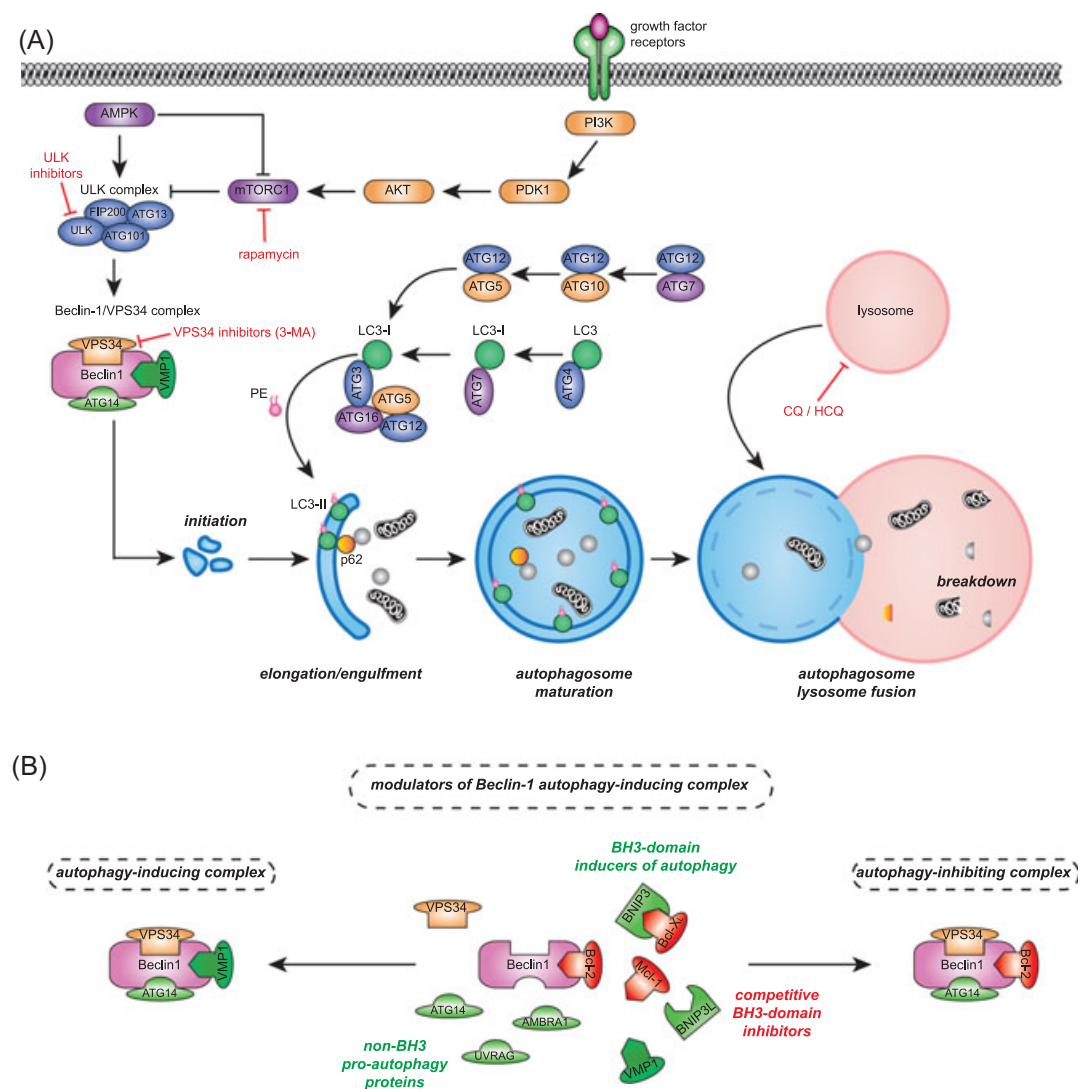 (A)
growth factor
receptors
AMPK
PI3K
ULK
inhibitors
ULK complex
mTORC1
AKT
PDK1
FIP200
ATG13
ULK
ATG101
rapamycin
ATG12
ATG12
ATG12
ATG5
ATG10
ATG7
Beclin-1/VPS34 complex
lysosome
VPS34 inhibitors (3-MA)
LC3-I
LC3-I
LC3
VPS34
Beclin1
VMP1
ATG14
ATG3
ATG7
ATG4
PE
ATG5
ATG16
ATG12
CQ / HCQ
LC3-II
initiation
p62
breakdown
elongation/engulfment
autophagosome
maturation
autophagosome
lysosome fusion
(B)
modulators of Beclin-1 autophagy-inducing complex
BH3-domain
inducers of autophagy
autophagy-inducing complex
autophagy-inhibiting complex
VPS34
BNIP3
Bcl-XL
VPS34
Beclin1
VMP1
ATG14
Beclin1
Bcl-2
Mcl-1
VPS34
Beclin1
Bcl-2
ATG14
ATG14
AMBRA1
BNIP3L
competitive
BH3-domain
inhibitors
non-BH3
pro-autophagy
proteins
UVRAG
VMP1